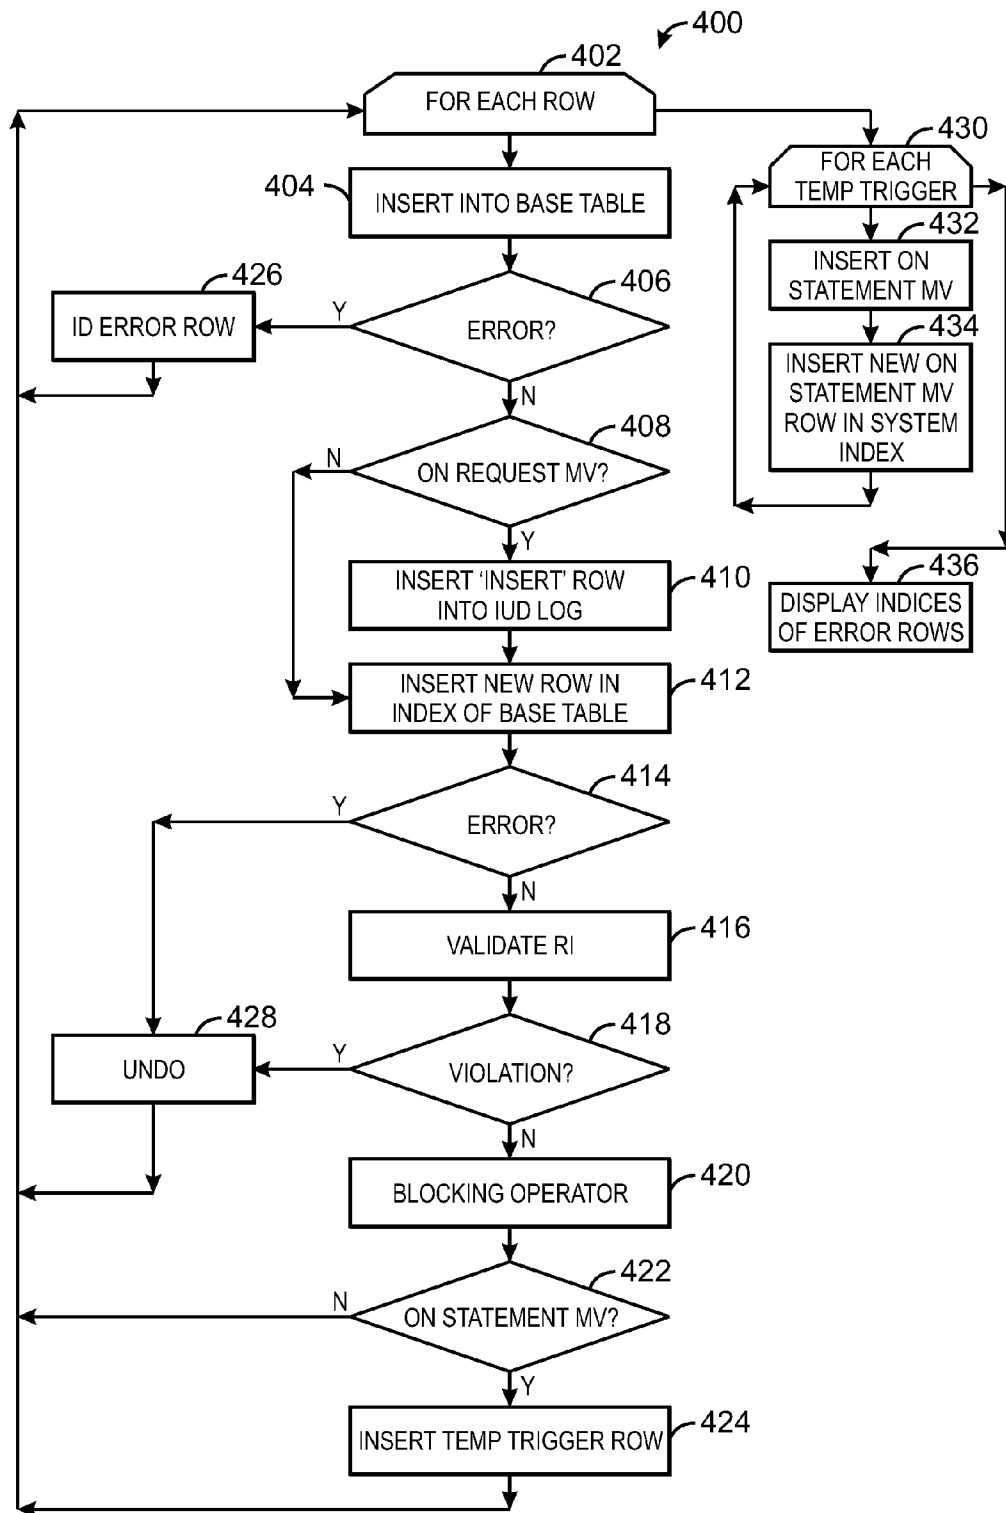 400
402
FOR EACH ROW
430
FOR EACH
TEMP TRIGGER
404
INSERT INTO BASE TABLE
432
INSERT ON
STATEMENT MV
426
ID ERROR ROW
Y
406
ERROR?
N
434
INSERT NEW ON
STATEMENT MV
ROW IN SYSTEM
INDEX
408
N
ON REQUEST MV?
Y
436
DISPLAY INDICES
OF ERROR ROWS
INSERT ‘INSERT’ ROW
INTO IUD LOG
410
INSERT NEW ROW IN
INDEX OF BASE TABLE
412
414
Y
ERROR?
N
VALIDATE RI
416
428
UNDO
Y
418
VIOLATION?
N
BLOCKING OPERATOR
420
422
N
ON STATEMENT MV?
Y
INSERT TEMP TRIGGER ROW
424